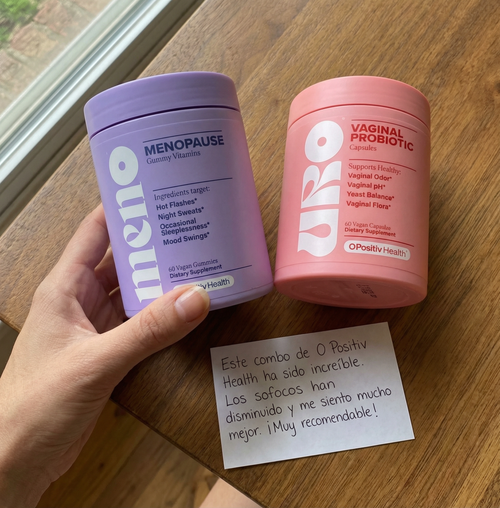 meno
MENOPAUSE
Gummy Vitamins
Ingredients target:
Hot Flashes*
Night Sweats*
Occasional
Sleeplessness*
Mood Swings*
60 Vegan Gummies
Dietary Supplement
Positiv Health
URO
VAGINAL
PROBIOTIC
Capsules
Supports Healthy:
Vaginal Odor*
Vaginal pH*
Yeast Balance*
Vaginal Flora*
60 Vegan Capsules
Dietary Supplement
OPositiv Health
Este combo de O Positiv
Health ha sido increíble.
Los sofocos han
disminuido y me siento mucho
mejor. ¡Muy recomendable!